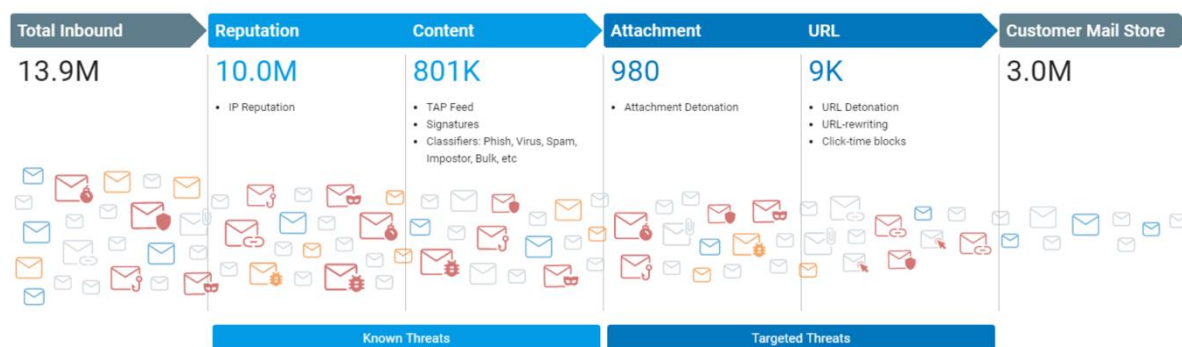 Total Inbound
13.9M
Reputation
10.0M
• IP Reputation
Content
801K
• TAP Feed
• Signatures
• Classifiers: Phish, Virus, Spam,
Impostor, Bulk, etc
Attachment
980
• Attachment Detonation
URL
9K
• URL Detonation
• URL-rewriting
• Click-time blocks
Customer Mail Store
3.0M
Known Threats
Targeted Threats